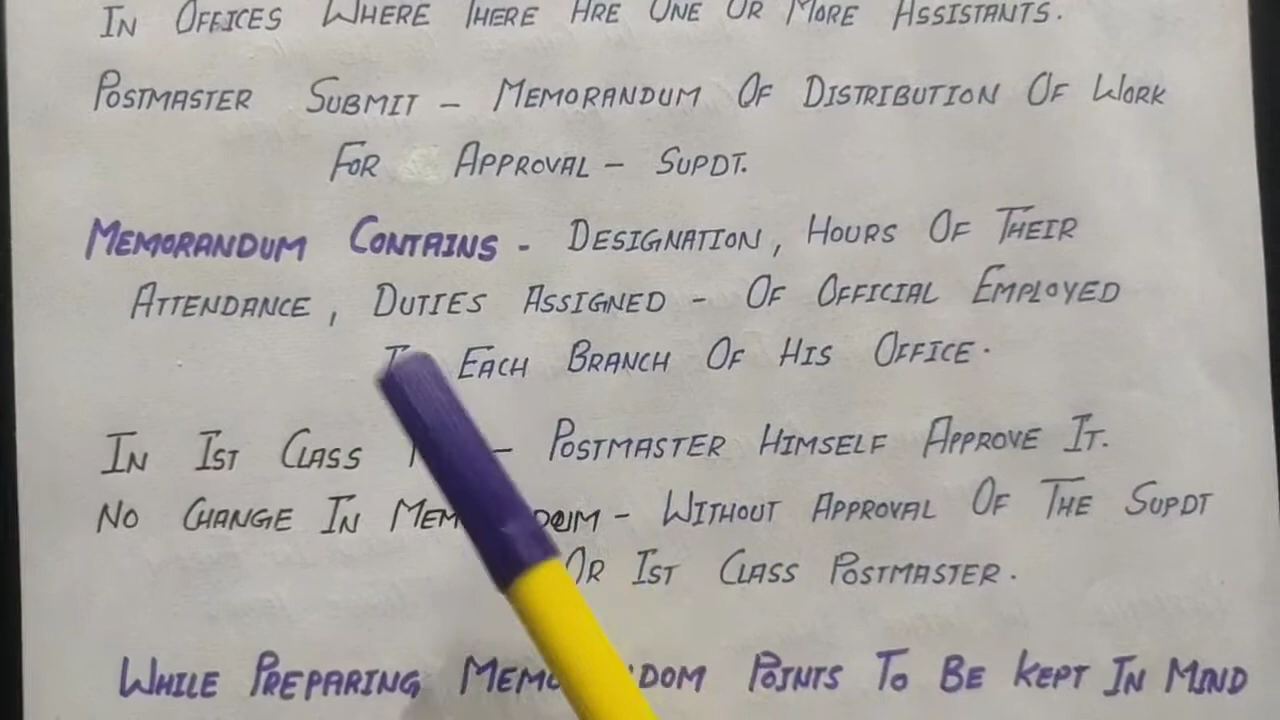 IN OFFICES WHERE THERE ARE ONE OR MORE ASSISTANTS.
POSTMASTER SUBMIT - MEMORANDUM OF DISTRIBUTION OF WORK
FOR APPROVAL - SUPDT.
MEMORANDUM CONTAINS - DESIGNATION, HOURS OF THEIR
ATTENDANCE, DUTIES ASSIGNED - OF OFFICIAL EMPLOYED
EACH BRANCH OF HIS OFFICE.
IN IST CLASS - POSTMASTER HIMSELF APPROVE IT.
NO CHANGE IN - WITHOUT APPROVAL OF THE SUPDT
OR IST CLASS POSTMASTER.
WHILE PREPARING POINTS TO BE KEPT IN MIND